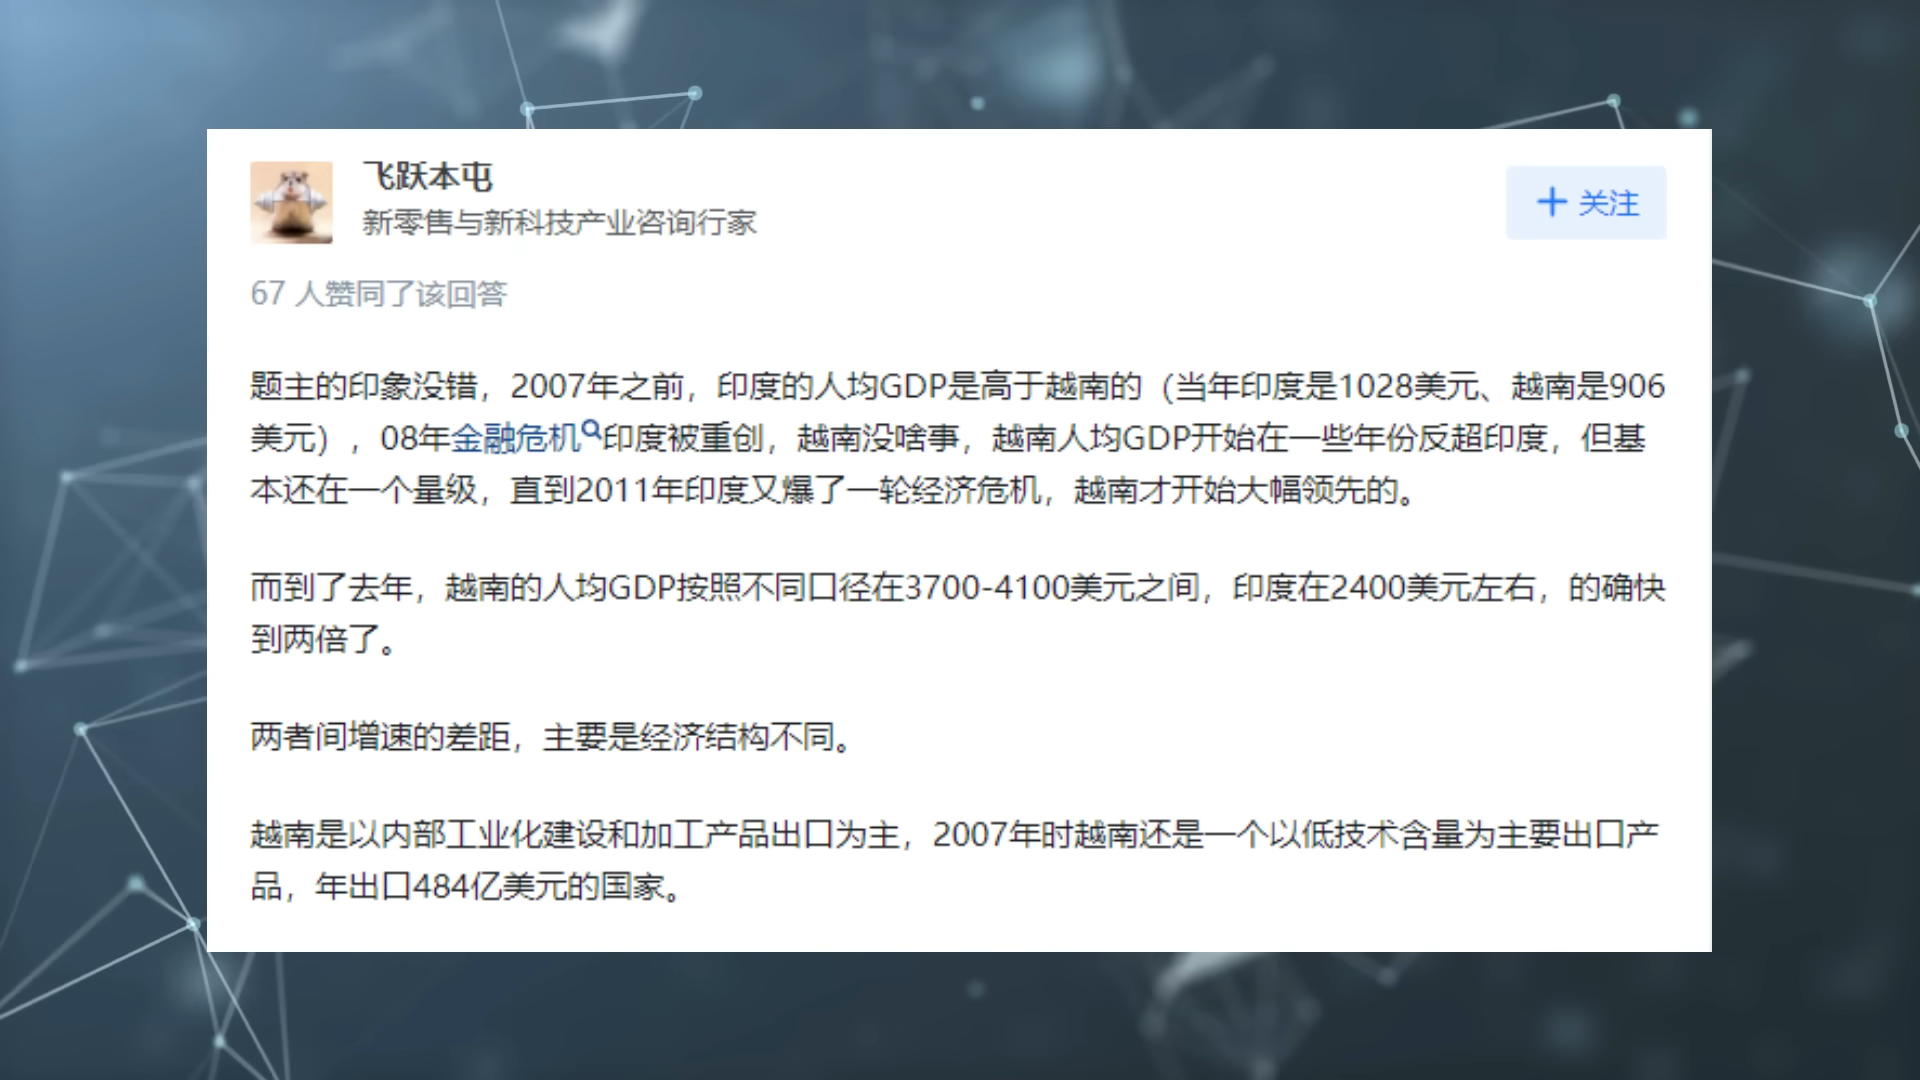 飞跃本屯
新零售与新科技产业咨询行家
+ 关注
67 人赞同了该回答
题主的印象没错，2007年之前，印度的人均GDP是高于越南的（当年印度是1028美元、越南是906
美元），08年金融危机印度被重创，越南没啥事，越南人均GDP开始在一些年份反超印度，但基
本还在一个量级，直到2011年印度又爆了一轮经济危机，越南才开始大幅领先的。
而到了去年，越南的人均GDP按照不同口径在3700-4100美元之间，印度在2400美元左右，的确快
到两倍了。
两者间增速的差距，主要是经济结构不同。
越南是以内部工业化建设和加工产品出口为主，2007年时越南还是一个以低技术含量为主要出口产
品，年出口484亿美元的国家。